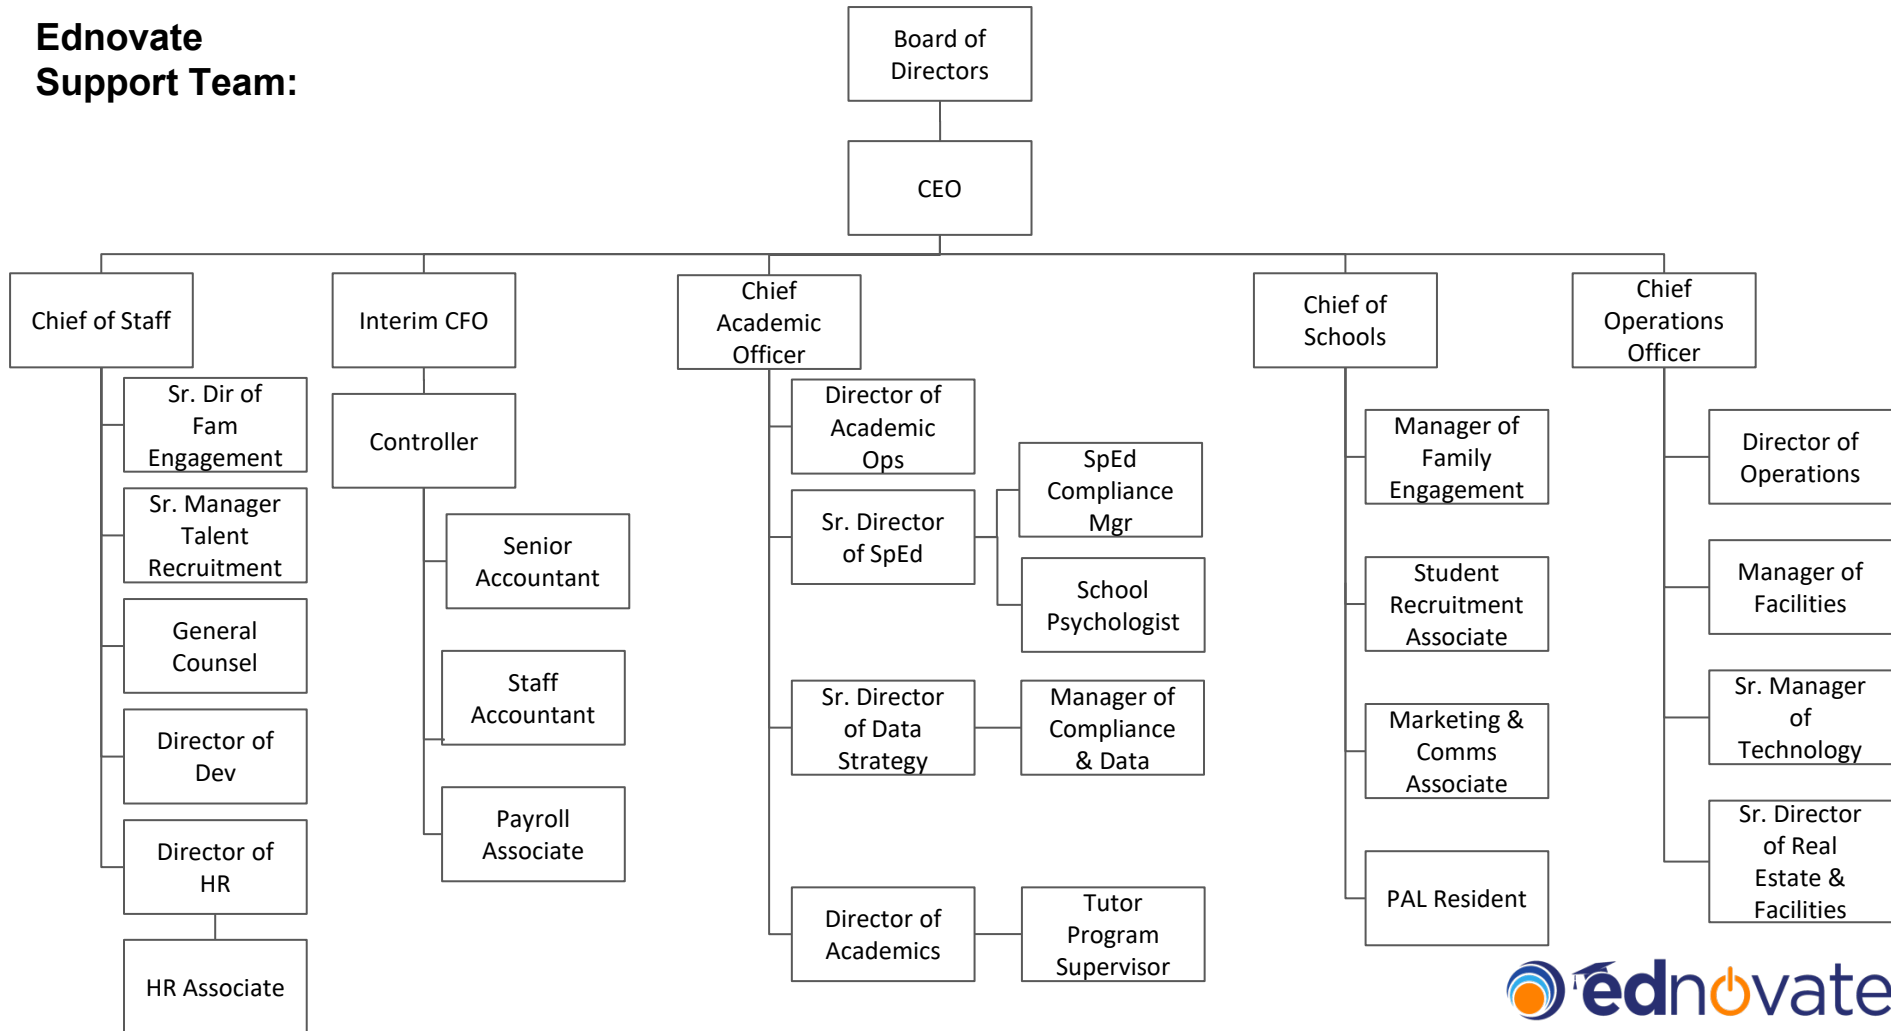 Ednovate
Support Team:
Board of
Directors
CEO
Chief of Staff
Interim CFO
Chief
Academic
Officer
Chief of
Schools
Chief
Operations
Officer
Sr. Dir of
Fam
Engagement
Sr. Manager
Talent
Recruitment
General
Counsel
Director of
Dev
Director of
HR
HR Associate
Controller
Senior
Accountant
Staff
Accountant
Payroll
Associate
Director of
Academic
Ops
Sr. Director
of SpEd
SpEd
Compliance
Mgr
School
Psychologist
Sr. Director
of Data
Strategy
Manager of
Compliance
& Data
Director of
Academics
Tutor
Program
Supervisor
Manager of
Family
Engagement
Student
Recruitment
Associate
Marketing &
Comms
Associate
PAL Resident
Director of
Operations
Manager of
Facilities
Sr. Manager
of
Technology
Sr. Director
of Real
Estate &
Facilities
ednovate